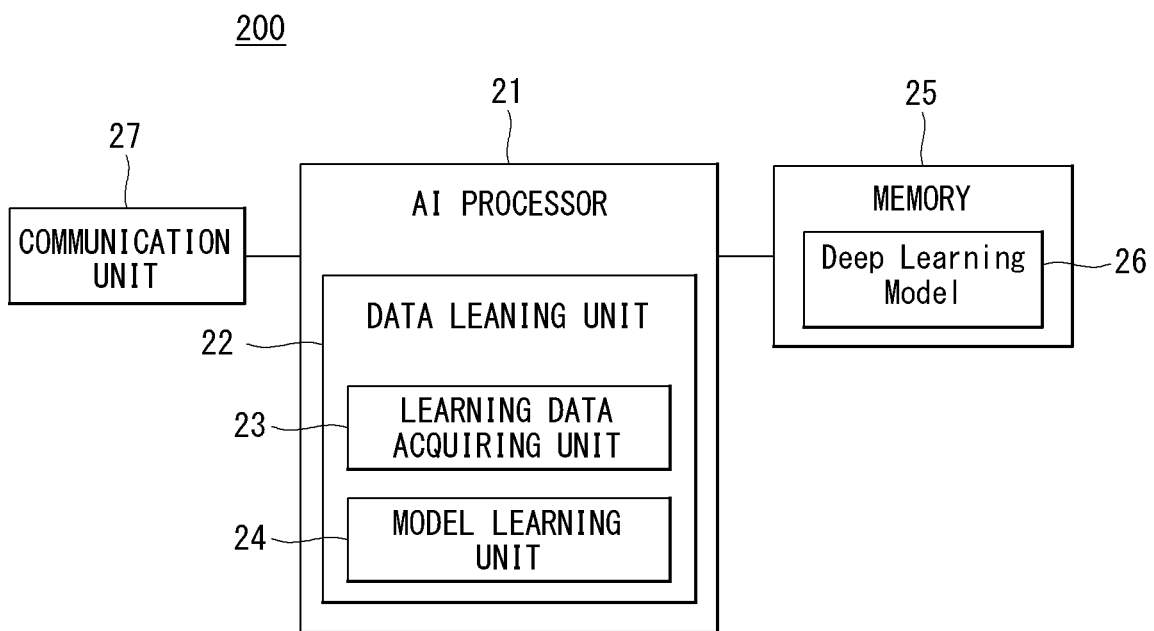 200
21
25
27
AI PROCESSOR
MEMORY
COMMUNICATION
UNIT
Deep Learning
Model
26
DATA LEANING UNIT
22
LEARNING DATA
ACQUIRING UNIT
23
MODEL LEARNING
UNIT
24